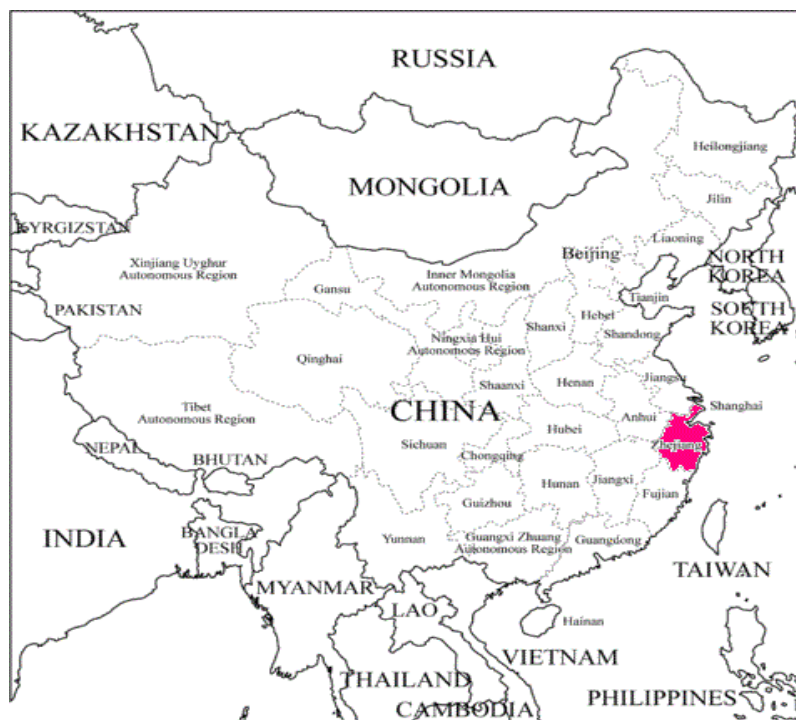 RUSSIA
KAZAKHSTAN
Heilongjiang
MONGOLIA
Jilin
KYRGIZSTAN
Liaoning
Beijing
NORTH
KOREA
Xinjiang Uyghur
Autonomous Region
Inner Mongolia
Autonomous Region
Gansu
Tianjin
PAKISTAN
SOUTH
KOREA
Hebei
Shanxi
Shandong
Ningxia Hui
Autonomous Region
Qinghai
Jiangsu
Shaanxi
Henan
Tibet
Autonomous Region
CHINA
Shanghai
Anhui
Hubei
Sichuan
Zhejiang
NEPAL
Chongqing
BHUTAN
Hunan
Jiangxi
Fujian
Guizhou
INDIA
BANGLA
DESH
Yunnan
Guangxi Zhuang
Autonomous Region
Guangdong
TAIWAN
MYANMAR
LAO
Hainan
VIETNAM
THAILAND
PHILIPPINES
CAMBODIA